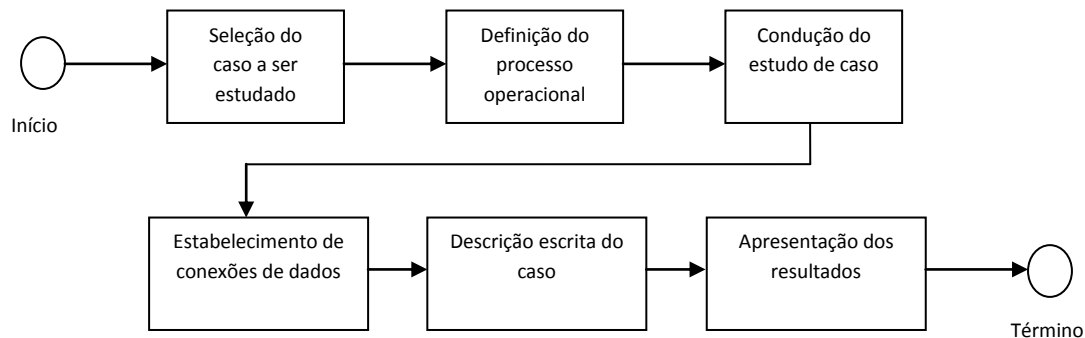 Início
Seleção do
caso a ser
estudado
Definição do
processo
operacional
Condução do
estudo de caso
Estabelecimento de
conexões de dados
Descrição escrita do
caso
Apresentação dos
resultados
Término